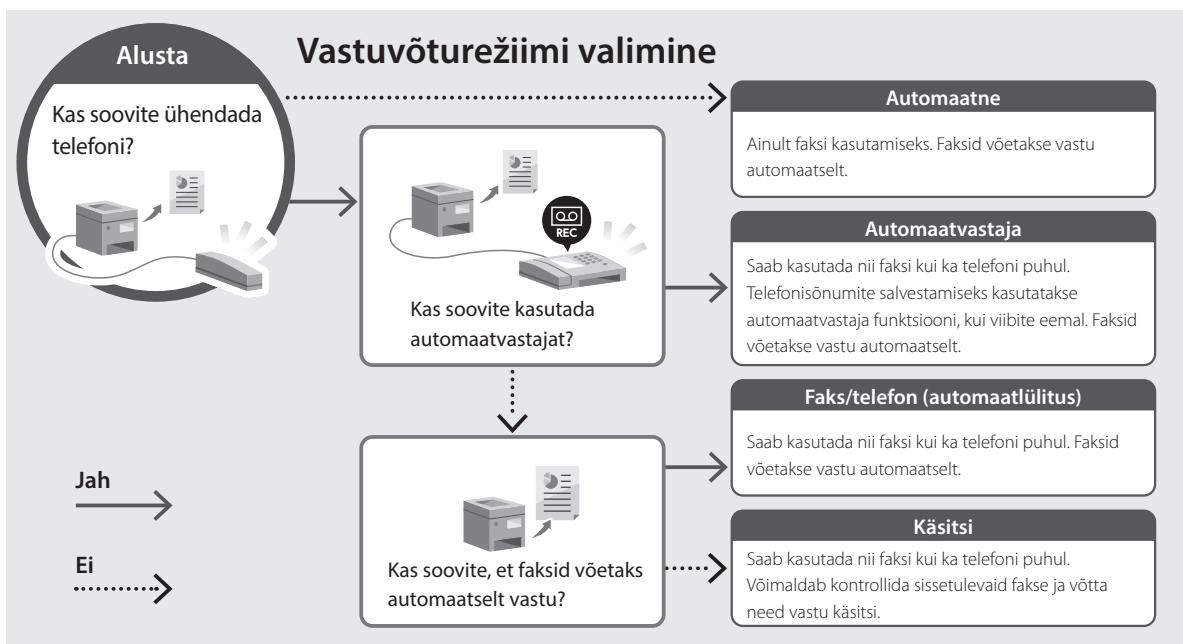 Vastuvõturežiimi valimine
Alusta
Kas soovite ühendada
telefoni?
REC
Kas soovite kasutada
automaatvastajat?
Kas soovite, et faksid võetaks
automaatselt vastu?
Automaatne
Ainult faksi kasutamiseks. Faksid võetakse vastu
automaatselt.
Automaatvastaja
Saab kasutada nii faksi kui ka telefoni puhul.
Telefonisõnumite salvestamiseks kasutatakse
automaatvastaja funktsiooni, kui viibite eemal. Faksid
võetakse vastu automaatselt.
Faks/telefon (automaatlülitus)
Saab kasutada nii faksi kui ka telefoni puhul. Faksid
võetakse vastu automaatselt.
Käsitsi
Saab kasutada nii faksi kui ka telefoni puhul.
Võimaldab kontrollida sissetulevaid fakse ja võtta
need vastu käsitsi.
Jah
Ei